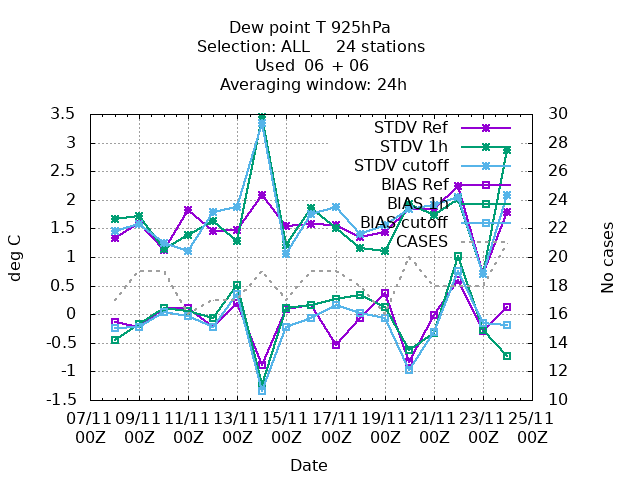 Dew point T 925hPa
Selection: ALL     24 stations
Used  06 + 06
Averaging window: 24h
STDV Ref
STDV 1h
STDV cutoff
BIAS Ref
BIAS 1h
BIAS cutoff
CASES
deg C
3.5
3
2.5
2
1.5
1
0.5
0
-0.5
-1
-1.5
30
28
26
24
22
20
18
16
14
12
10
No cases
07/11 09/11 11/11 13/11 15/11 17/11 19/11 21/11 23/11 25/11
00Z 00Z 00Z 00Z 00Z 00Z 00Z 00Z 00Z 00Z
Date